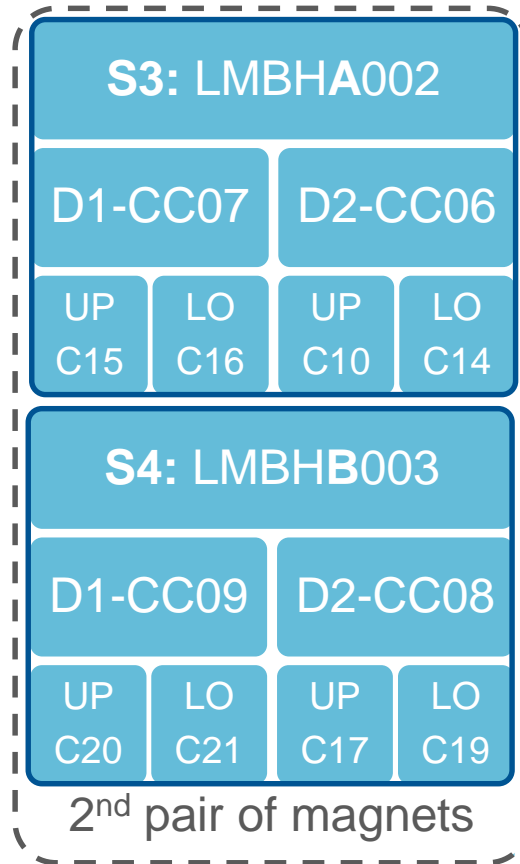 S3: LMBHA002
D1-CC07 D2-CC06
UP LO UP LO
C15 C16 C10 C14
S4: LMBHB003
D1-CC09 D2-CC08
UP LO UP LO
C20 C21 C17 C19
2nd pair of magnets